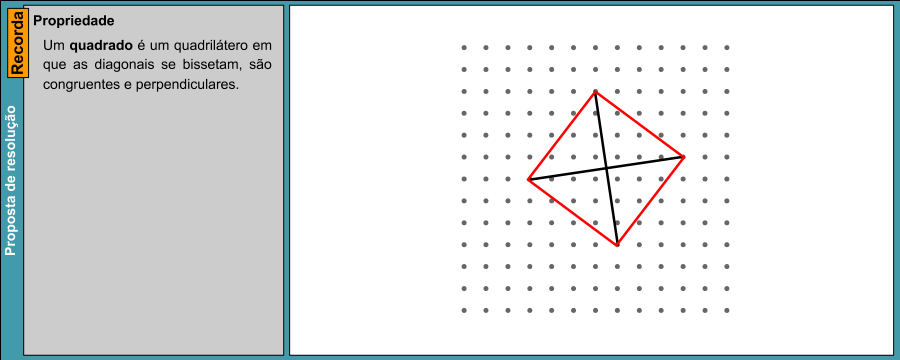 Recorda
Proposta de resolução
Propriedade
Um quadrado é um quadrilátero em
que as diagonais se bissetam, são
congruentes e perpendiculares.